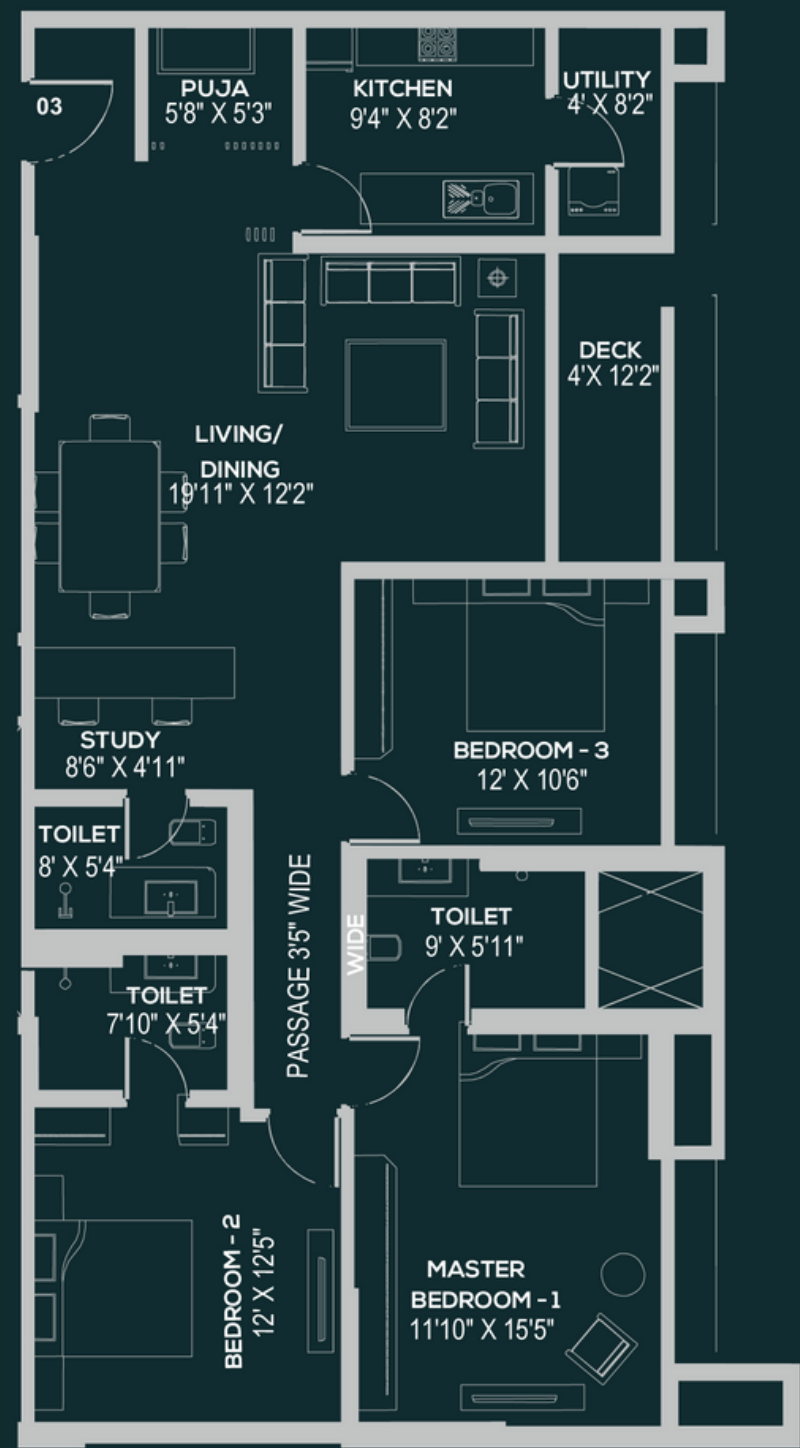 03
PUJA
5'8" X 5'3"
KITCHEN
9'4" X 8'2"
UTILITY
4' X 8'2"
DECK
4'X 12'2"
LIVING/
DINING
19'11" X 12'2"
STUDY
8'6" X 4'11"
BEDROOM - 3
12' X 10'6"
TOILET
8' X 5'4"
PASSAGE 3'5" WIDE
WIDE
TOILET
9' X 5'11"
TOILET
7'10" X 5'4"
BEDROOM - 2
12' X 12'5"
MASTER
BEDROOM - 1
11'10" X 15'5"